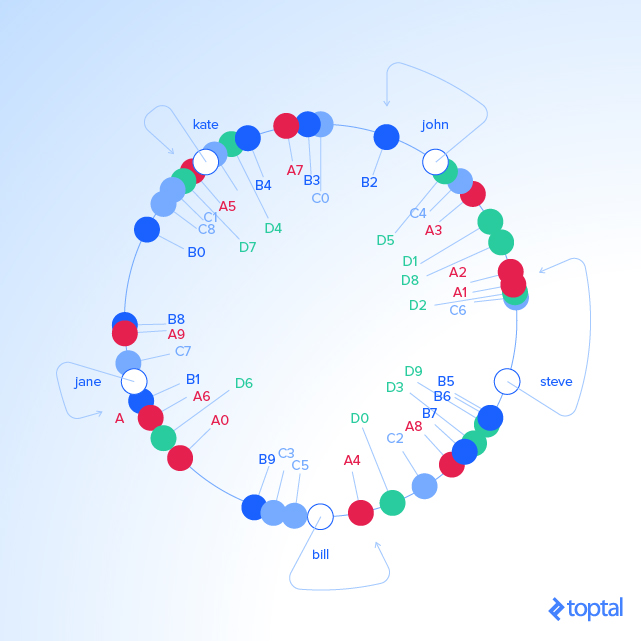 kate
john
A7
B3
B2
B4
C0
A5
C1
C8
D4
D7
B0
C4
A3
D5
D1
D8
A2
A1
D2
C6
B8
A9
C7
jane
B1
D6
A6
A
A0
steve
D9
B5
D3
B6
B7
D0
A8
C2
B9
C3
C5
A4
bill
toptal